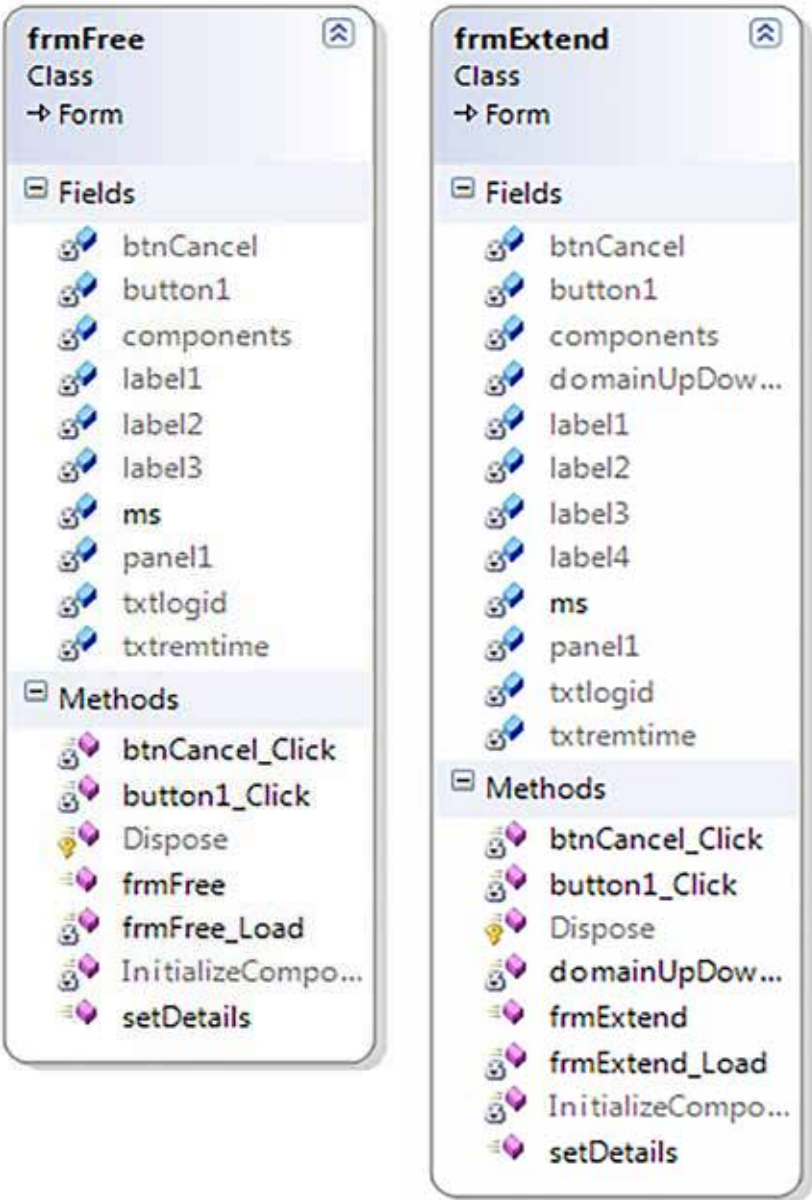 frmFree
Class
Form
Fields
btnCancel
button1
components
label1
label2
label3
ms
panel1
txtlogid
txtremtime
Methods
btnCancel_Click
button1_Click
Dispose
frmFree
frmFree_Load
InitializeCompo...
setDetails
frmExtend
Class
Form
Fields
btnCancel
button1
components
domainUpDow...
label1
label2
label3
label4
ms
panel1
txtlogid
txtremtime
Methods
btnCancel_Click
button1_Click
Dispose
domainUpDow...
frmExtend
frmExtend_Load
InitializeCompo...
setDetails